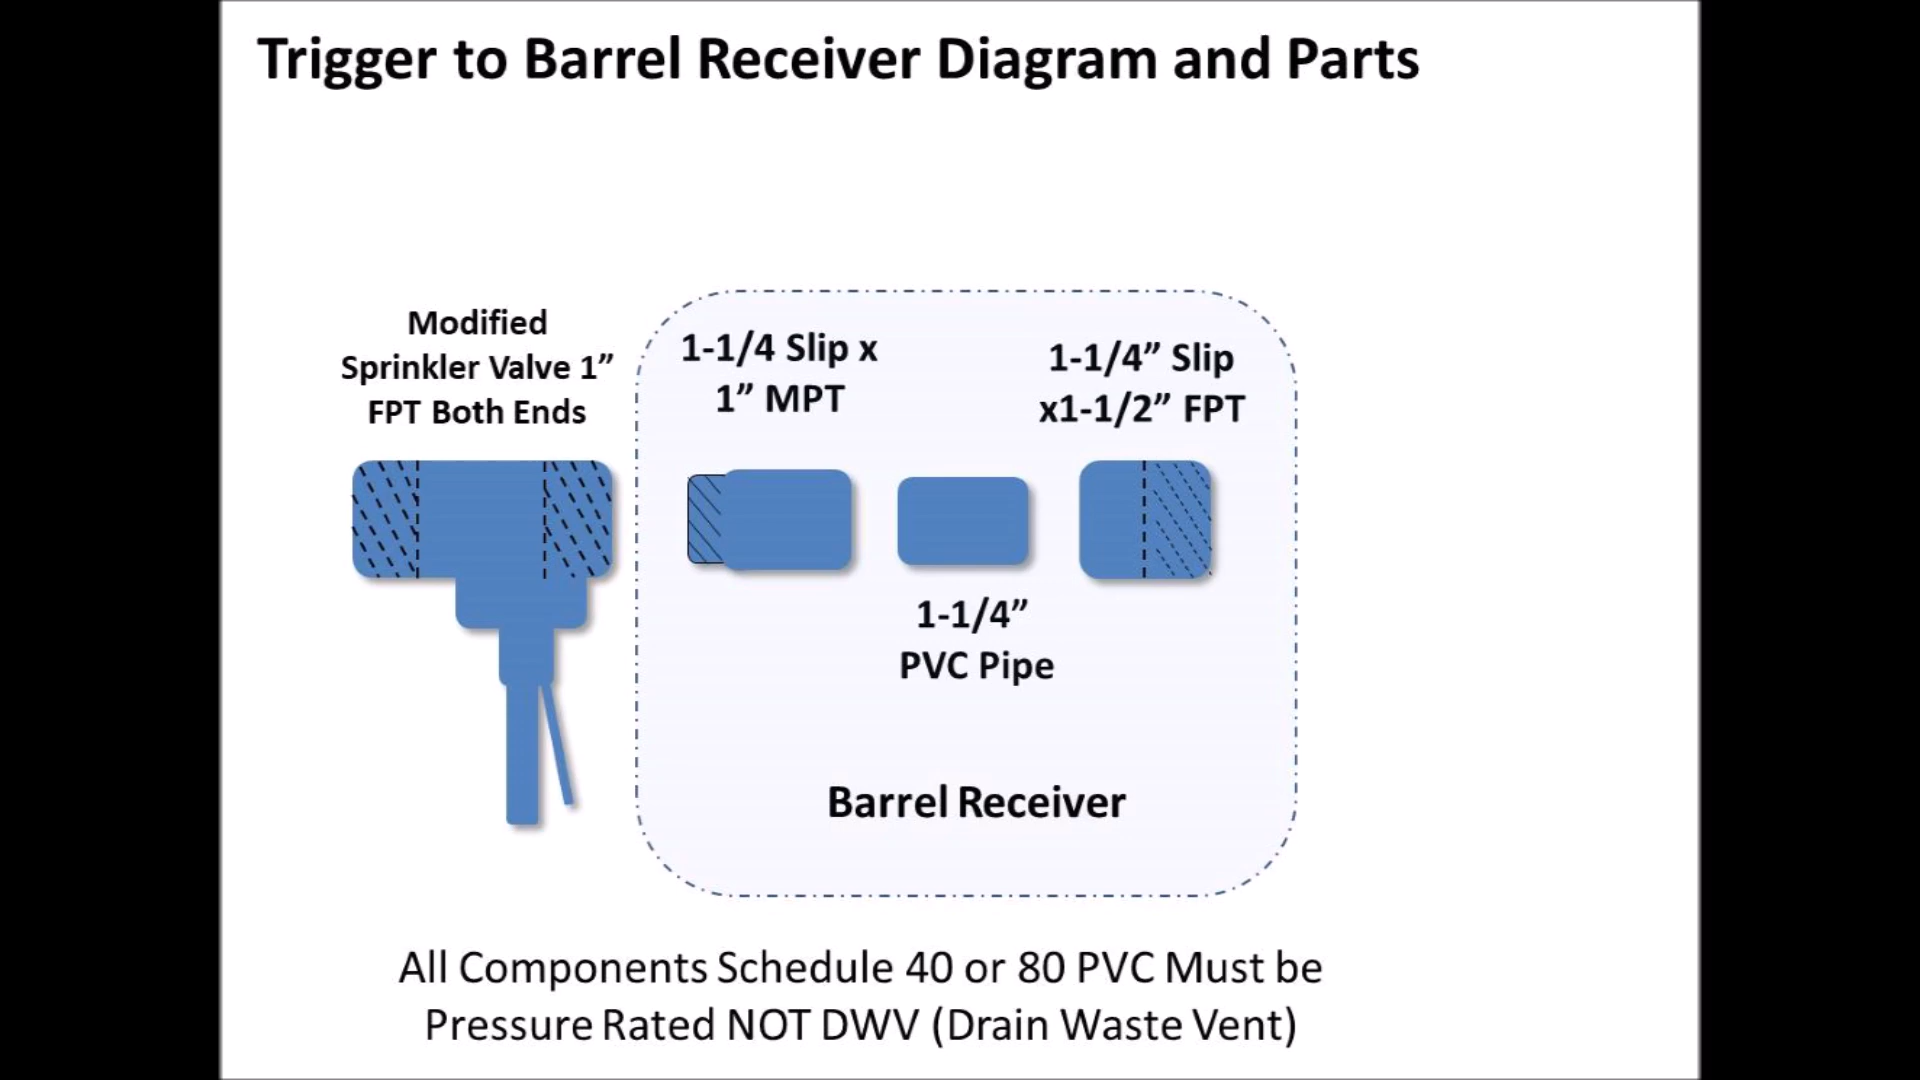 Trigger to Barrel Receiver Diagram and Parts
Modified
Sprinkler Valve 1”
FPT Both Ends
1-1/4 Slip x
1” MPT
1-1/4” Slip
x1-1/2” FPT
1-1/4”
PVC Pipe
Barrel Receiver
All Components Schedule 40 or 80 PVC Must be
Pressure Rated NOT DWV (Drain Waste Vent)